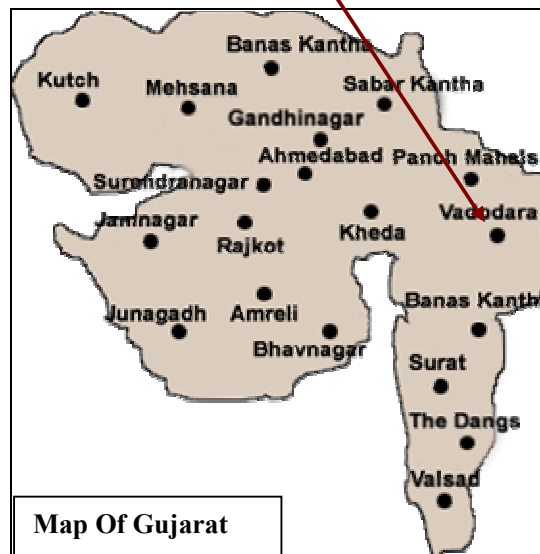 Banas Kantha
Kutch
Mehsana
Sabar Kantha
Gandhinagar
Ahmedabad
Panch Mahals
Surendranagar
Jamnagar
Vadodara
Rajkot
Kheda
Banas Kanth
Junagadh
Amreli
Bhavnagar
Surat
The Dangs
Valsad
Map Of Gujarat